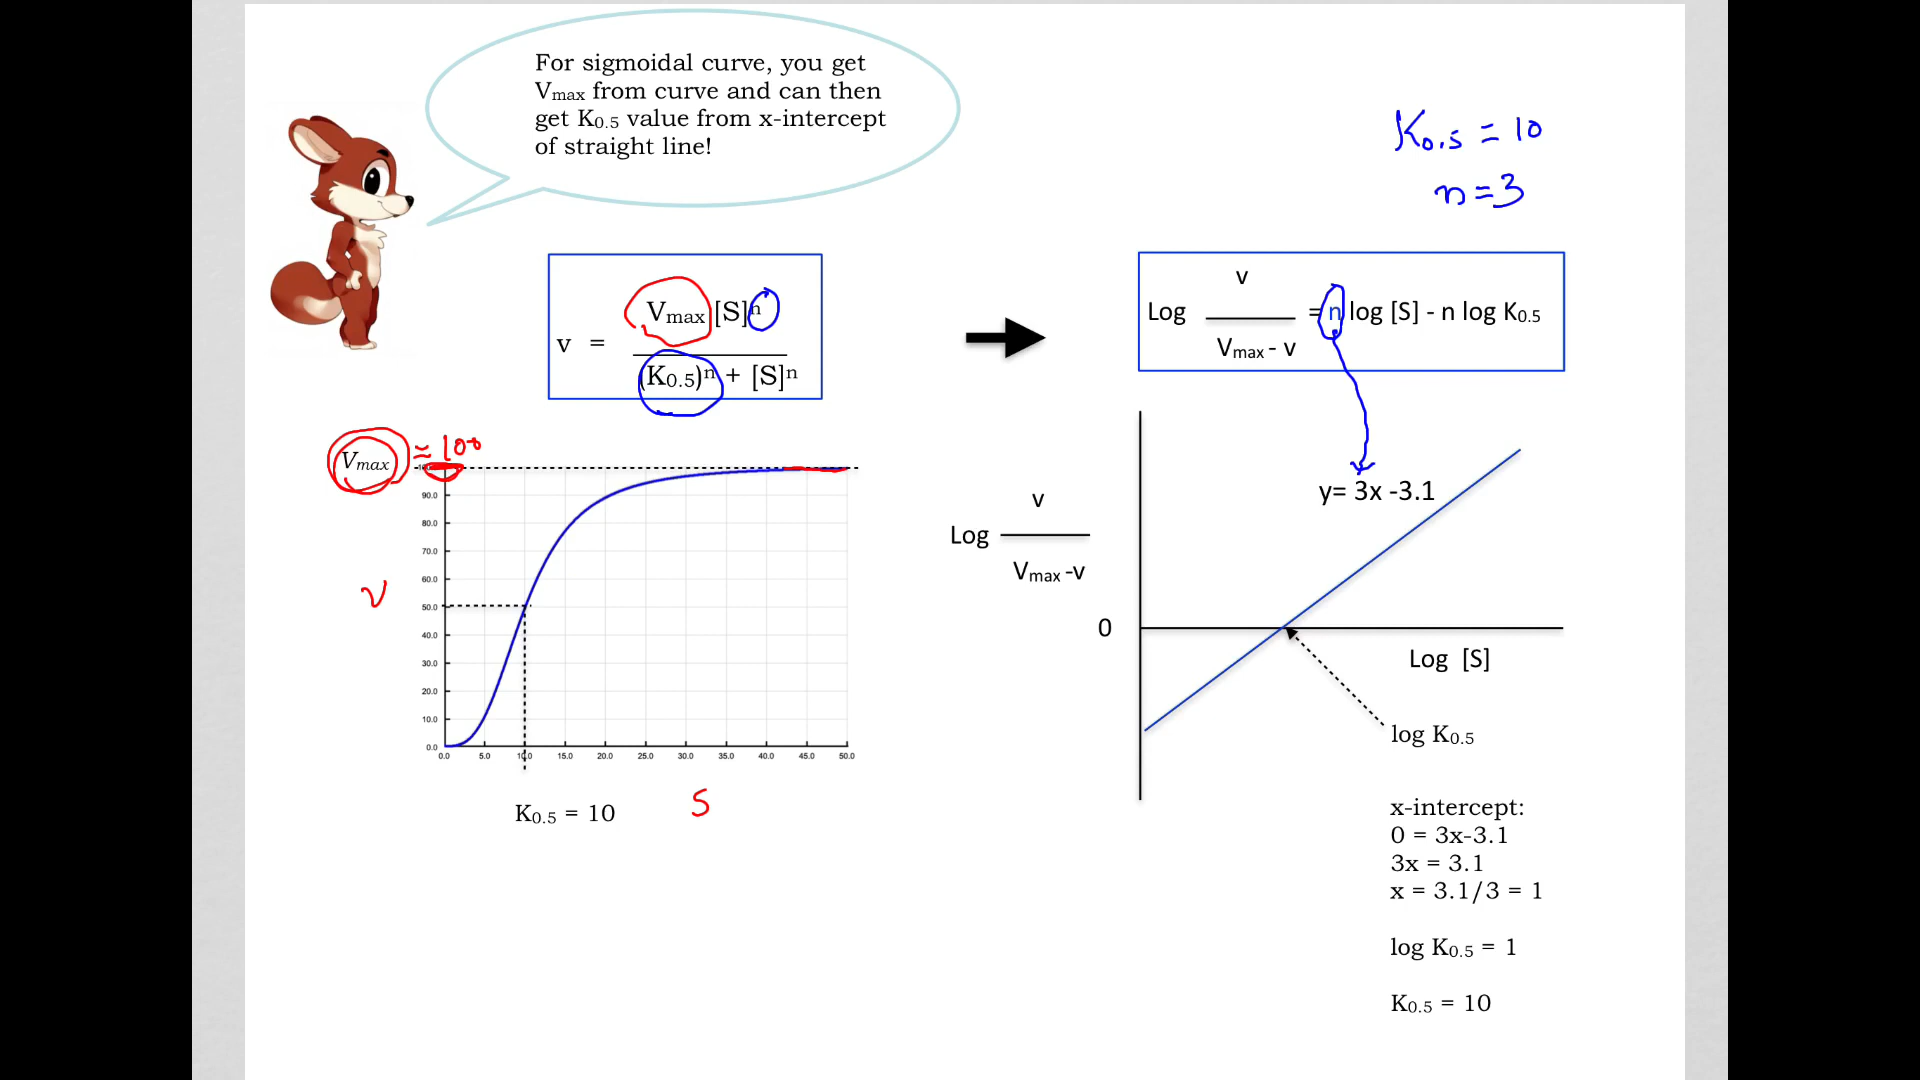 For sigmoidal curve, you get
Vmax from curve and can then
get K0.5 value from x-intercept
of straight line!
K0.5 = 10
n = 3
v = Vmax [S]n
(K0.5)n + [S]n
v
Log = n log [S] - n log K0.5
Vmax - v
Vmax ≈ 100
90.0
80.0
70.0
60.0
50.0
40.0
30.0
20.0
10.0
0.0
v
0.0 5.0 10.0 15.0 20.0 25.0 30.0 35.0 40.0 45.0 50.0
K0.5 = 10
S
y= 3x -3.1
v
Log
Vmax -v
0
Log [S]
log K0.5
x-intercept:
0 = 3x-3.1
3x = 3.1
x = 3.1/3 = 1
log K0.5 = 1
K0.5 = 10